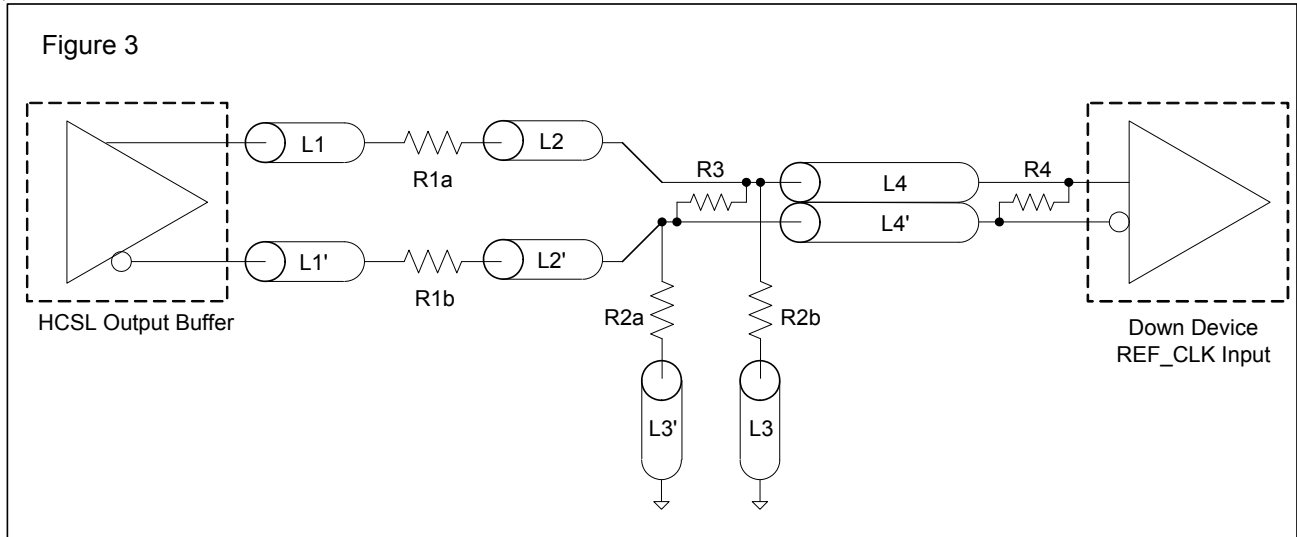 Figure 3
L1
R1a
L2
R3
L4
R4
L4'
L1'
R1b
L2'
HCSL Output Buffer
R2a
R2b
Down Device
REF_CLK Input
L3'
L3